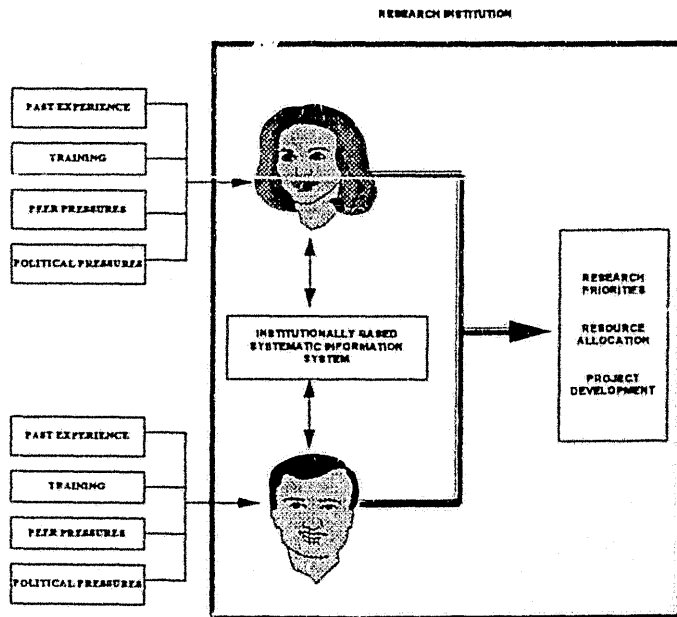 RESEARCH INSTITUTION
PAST EXPERIENCE
TRAINING
PEER PRESSURES
POLITICAL PRESSURES
INSTITUTIONALLY BASED
SYSTEMATIC INFORMATION
SYSTEM
RESEARCH
PRIORITIES
RESOURCE
ALLOCATION
PROJECT
DEVELOPMENT
PAST EXPERIENCE
TRAINING
PEER PRESSURES
POLITICAL PRESSURES